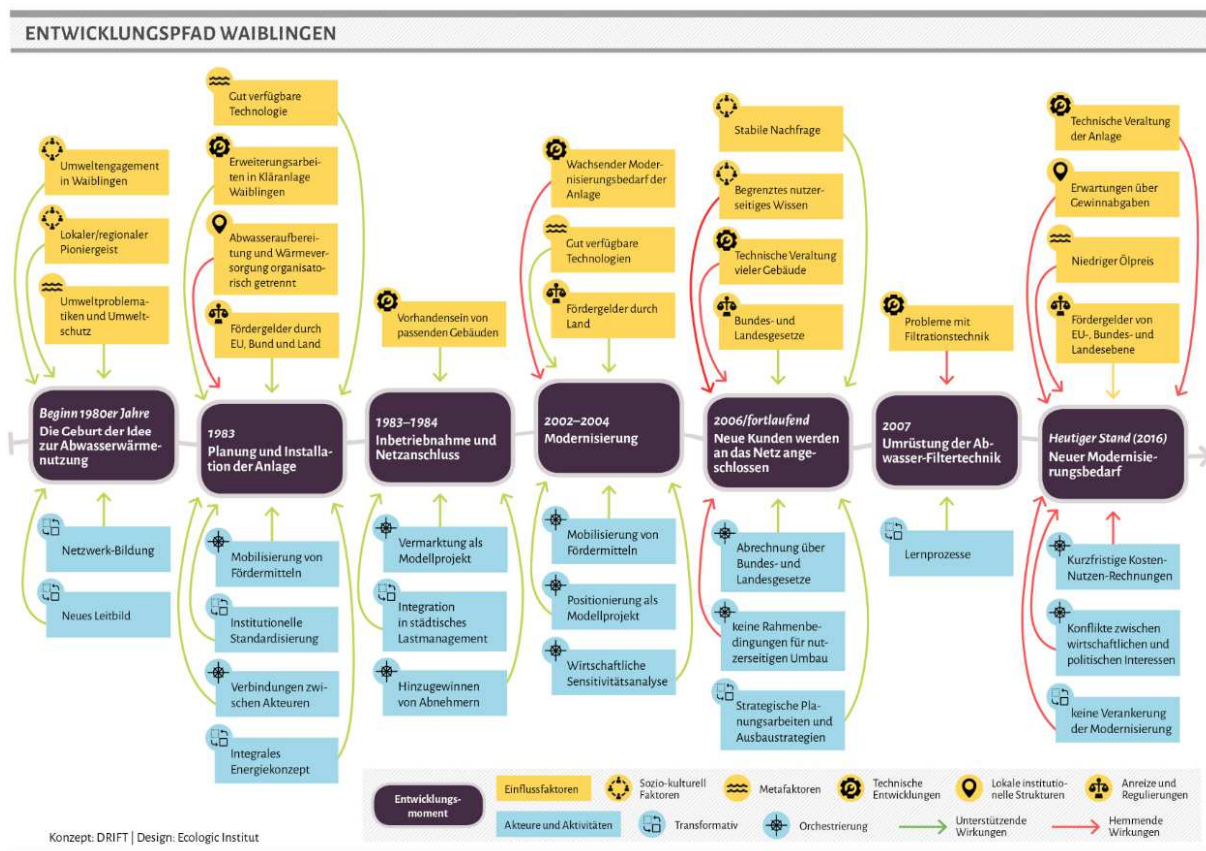 ENTWICKLUNGSPFAD WAIBLINGEN
Umweltengagement
in Waiblingen
Lokaler/regionaler
Pioniergeist
Umweltproblema-
tiken und Umwelt-
schutz
Beginn 1980er Jahre
Die Geburt der Idee
zur Abwasserwärme-
nutzung
Netzwerk-Bildung
Neues Leitbild
Gut verfügbare
Technologie
Erweiterungsarbei-
ten in Kläranlage
Waiblingen
Abwasseraufberei-
tung und Wärmever-
sorgung organisato-
risch getrennt
Fördergelder durch
EU, Bund und Land
1983
Planung und Installa-
tion der Anlage
Mobilisierung von
Fördermitteln
Institutionelle
Standardisierung
Verbindungen zwi-
schen Akteuren
Integrales
Energiekonzept
Vorhandensein von
passenden Gebäuden
1983–1984
Inbetriebnahme und
Netzanschluss
Vermarktung als
Modellprojekt
Integration
in städtisches
Lastmanagement
Hinzugewinnen
von Abnehmern
Wachsender Moder-
nisierungsbedarf der
Anlage
Gut verfügbare
Technologien
Fördergelder durch
Land
2002–2004
Modernisierung
Mobilisierung von
Fördermitteln
Positionierung als
Modellprojekt
Wirtschaftliche
Sensitivitätsanalyse
Stabile Nachfrage
Begrenztes nutzer-
seitiges Wissen
Technische Veraltung
vieler Gebäude
Bundes- und
Landesgesetze
2006/fortlaufend
Neue Kunden werden
an das Netz ange-
schlossen
Abrechnung über
Bundes- und
Landesgesetze
keine Rahmenbe-
dingungen für nut-
zerseitigen Umbau
Strategische Pla-
nungsarbeiten und
Ausbaustrategien
Probleme mit
Filtrationstechnik
2007
Umrüstung der Ab-
wasser-Filtertechnik
Lernprozesse
Technische Veraltung
der Anlage
Erwartungen über
Gewinnabgaben
Niedriger Ölpreis
Fördergelder von
EU-, Bundes- und
Landesebene
Heutiger Stand (2016)
Neuer Modernisie-
rungsbedarf
Kurzfristige Kosten-
Nutzen-Rechnungen
Konflikte zwischen
wirtschaftlichen und
politischen Interessen
keine Verankerung
der Modernisierung
Entwicklungs-
moment
Einflussfaktoren
Sozio-kulturell
Faktoren
Metafaktoren
Technische
Entwicklungen
Lokale institutio-
nelle Strukturen
Anreize und
Regulierungen
Akteure und Aktivitäten
Transformativ
Orchestrierung
Unterstützende
Wirkungen
Hemmende
Wirkungen
Konzept: DRIFT | Design: Ecologic Institut